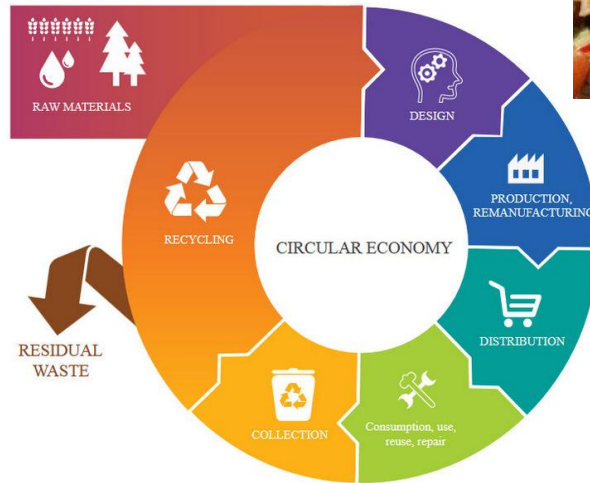 RAW MATERIALS
DESIGN
PRODUCTION,
REMANUFACTURING
RECYCLING
CIRCULAR ECONOMY
DISTRIBUTION
RESIDUAL
WASTE
COLLECTION
Consumption, use,
reuse, repair